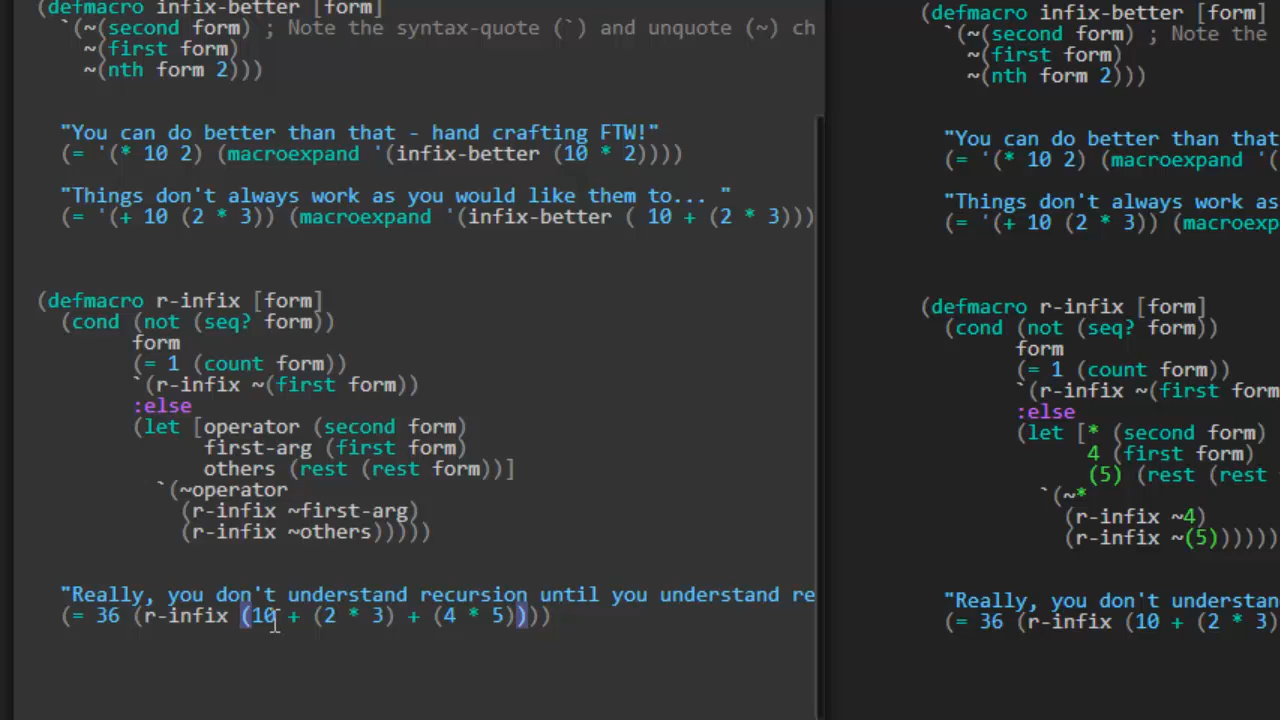 (defmacro infix-better [form]
  `(~(second form) ; Note the syntax-quote (`) and unquote (~) ch
    ~(first form)
    ~(nth form 2)))
  "You can do better than that - hand crafting FTW!"
  (= '(* 10 2) (macroexpand '(infix-better (10 * 2))))
  "Things don't always work as you would like them to... "
  (= '(+ 10 (2 * 3)) (macroexpand '(infix-better ( 10 + (2 * 3)))
(defmacro r-infix [form]
  (cond (not (seq? form))
        form
        (= 1 (count form))
        `(r-infix ~(first form))
        :else
        (let [operator (second form)
              first-arg (first form)
              others (rest (rest form))]
          `(~operator
            (r-infix ~first-arg)
            (r-infix ~others)))))
  "Really, you don't understand recursion until you understand re
  (= 36 (r-infix (10 + (2 * 3) + (4 * 5))))
(defmacro infix-better [form]
  `(~(second form) ; Note the
    ~(first form)
    ~(nth form 2)))
  "You can do better than that
  (= '(* 10 2) (macroexpand '(
  "Things don't always work as
  (= '(+ 10 (2 * 3)) (macroexp
(defmacro r-infix [form]
  (cond (not (seq? form))
        form
        (= 1 (count form))
        `(r-infix ~(first form
        :else
        (let [* (second form)
              4 (first form)
              (5) (rest (rest
          `(~*
            (r-infix ~4)
            (r-infix ~(5))))))
  "Really, you don't understan
  (= 36 (r-infix (10 + (2 * 3)